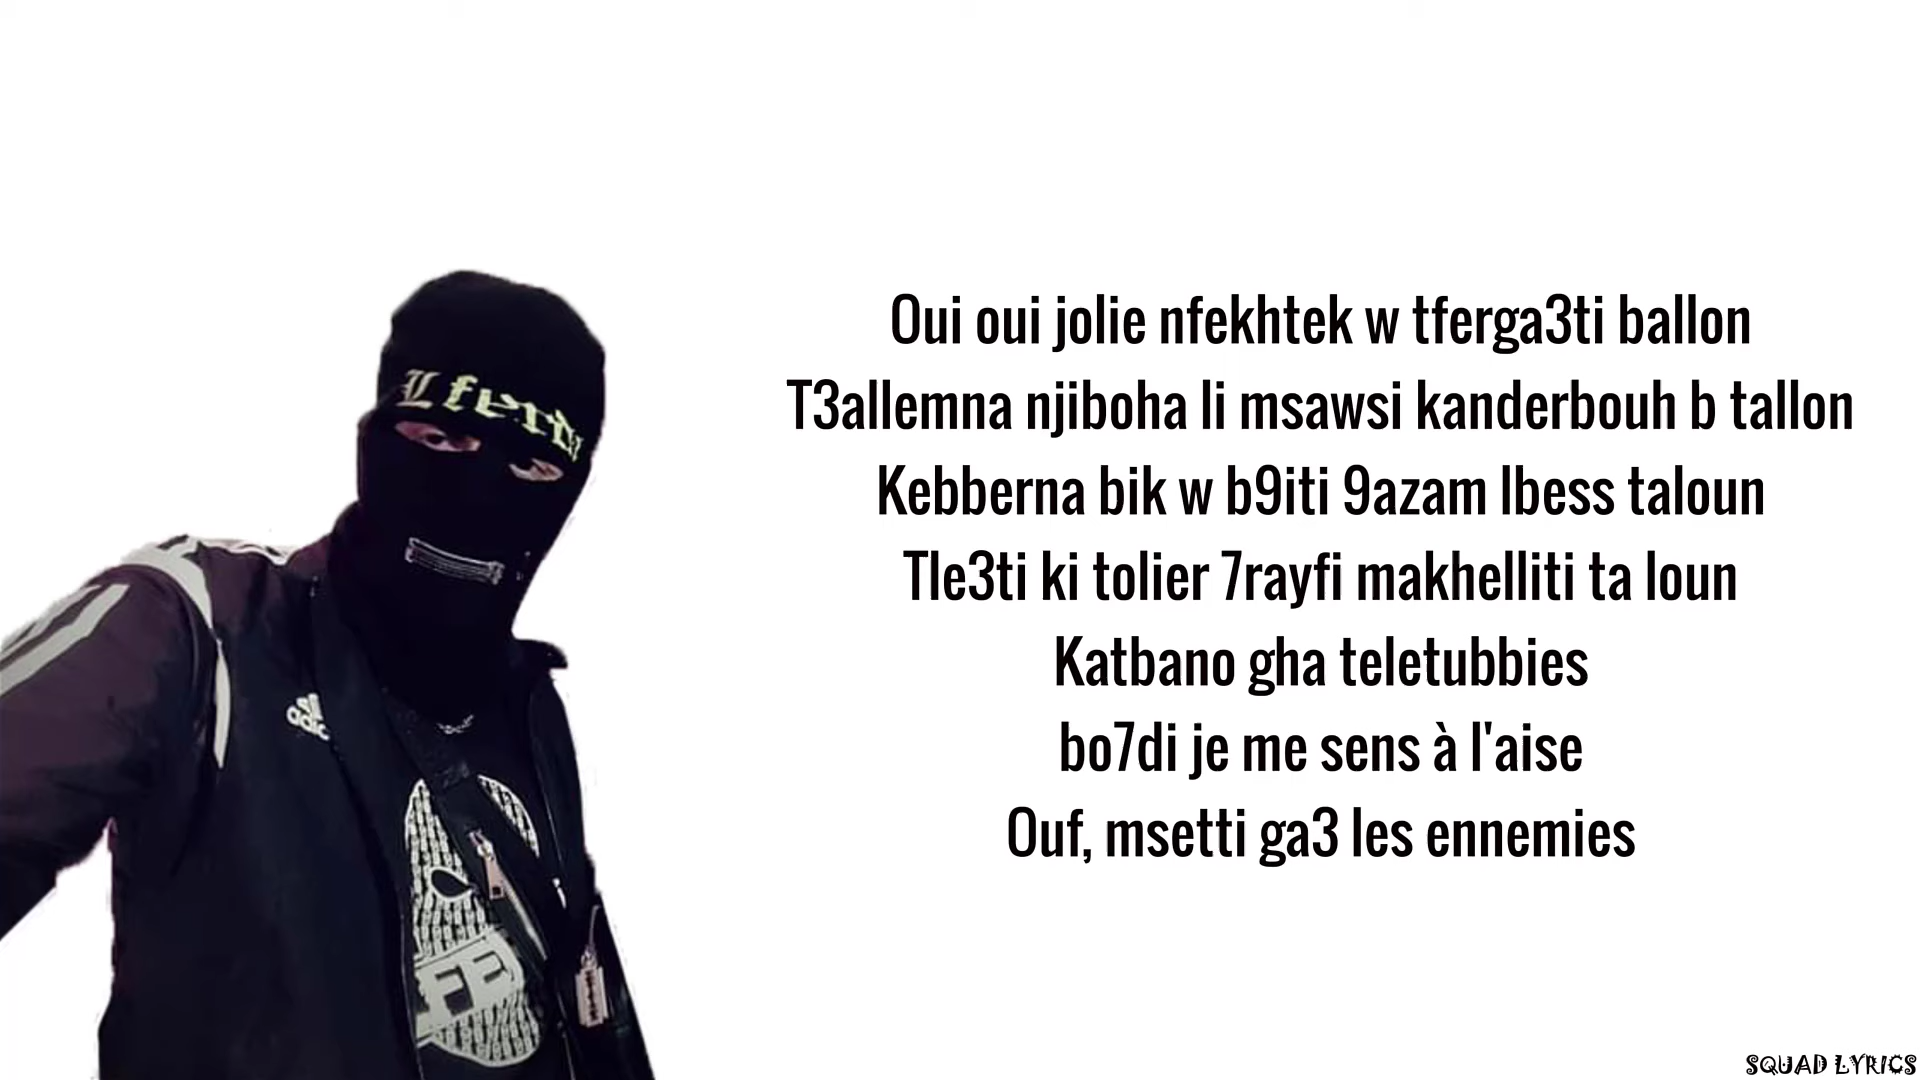 Lferda
adidas
FE
Oui oui jolie nfekhtek w tferga3ti ballon
T3allemna njiboha li msawsi kanderbouh b tallon
Kebberna bik w b9iti 9azam lbess taloun
Tle3ti ki tolier 7rayfi makhelliti ta loun
Katbano gha teletubbies
bo7di je me sens à l'aise
Ouf, msetti ga3 les ennemies
SQUAD LYRICS